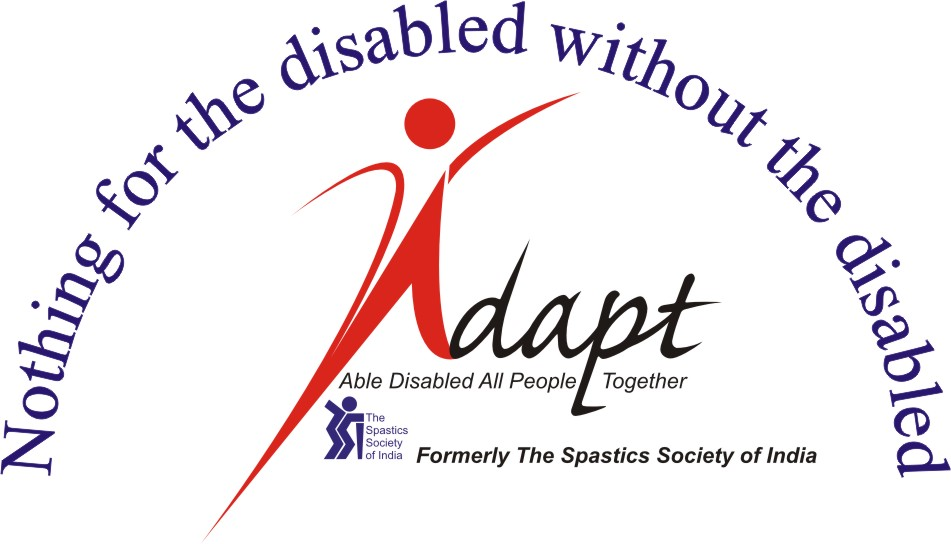 Nothing for the disabled without the disabled
Adapt
Able Disabled All People Together
The
Spastics
Society
of India
Formerly The Spastics Society of India